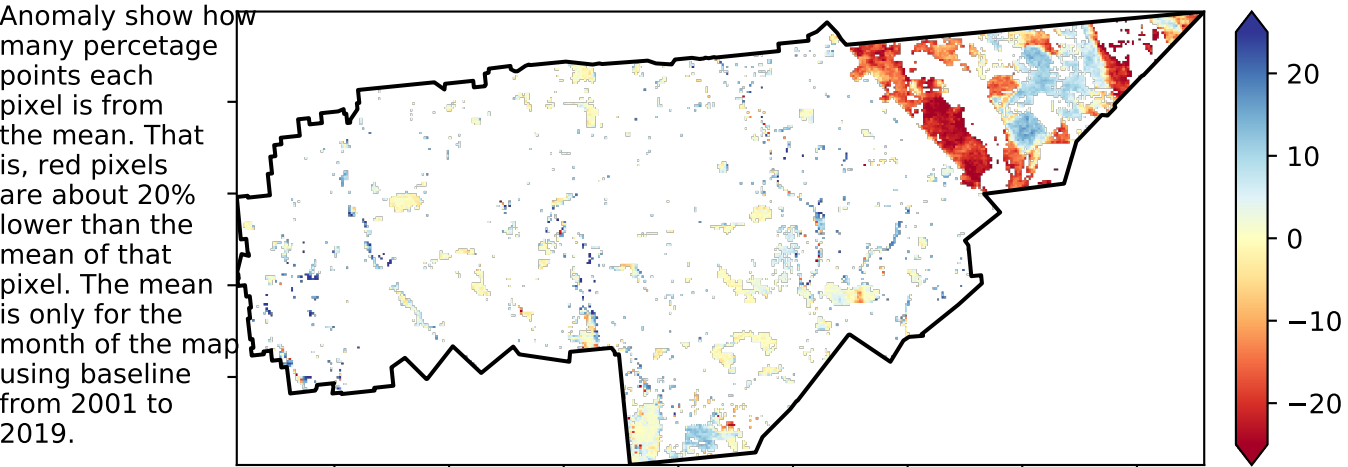 Anomaly show how
many percetage
points each
pixel is from
the mean. That
is, red pixels
are about 20%
lower than the
mean of that
pixel. The mean
is only for the
month of the map
using baseline
from 2001 to
2019.
20
10
0
−10
−20